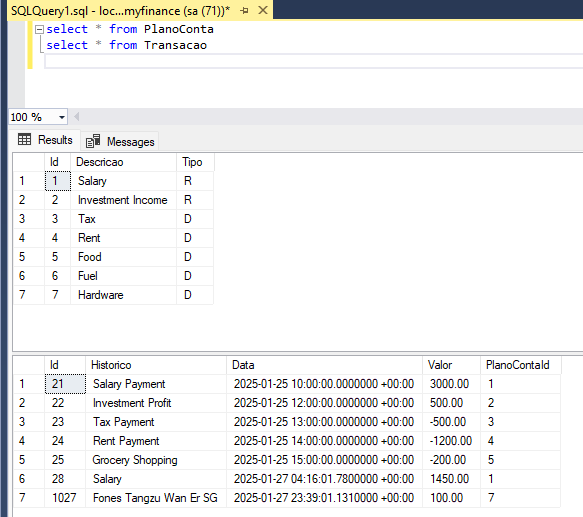 SQLQuery1.sql - loc...myfinance (sa (71))*
select * from PlanoConta
select * from Transacao
100 %
Results Messages
Id Descricao Tipo
1 1 Salary R
2 2 Investment Income R
3 3 Tax D
4 4 Rent D
5 5 Food D
6 6 Fuel D
7 7 Hardware D
Id Historico Data Valor PlanoContaId
1 21 Salary Payment 2025-01-25 10:00:00.0000000 +00:00 3000.00 1
2 22 Investment Profit 2025-01-25 12:00:00.0000000 +00:00 500.00 2
3 23 Tax Payment 2025-01-25 13:00:00.0000000 +00:00 -500.00 3
4 24 Rent Payment 2025-01-25 14:00:00.0000000 +00:00 -1200.00 4
5 25 Grocery Shopping 2025-01-25 15:00:00.0000000 +00:00 -200.00 5
6 28 Salary 2025-01-27 04:16:01.7800000 +00:00 1450.00 1
7 1027 Fones Tangzu Wan Er SG 2025-01-27 23:39:01.1310000 +00:00 100.00 7